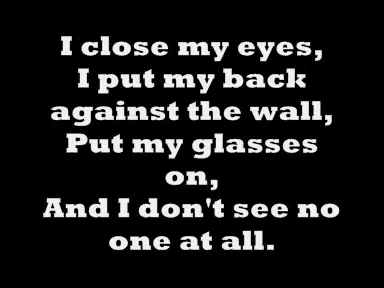 I close my eyes,
I put my back
against the wall,
Put my glasses
on,
And I don't see no
one at all.